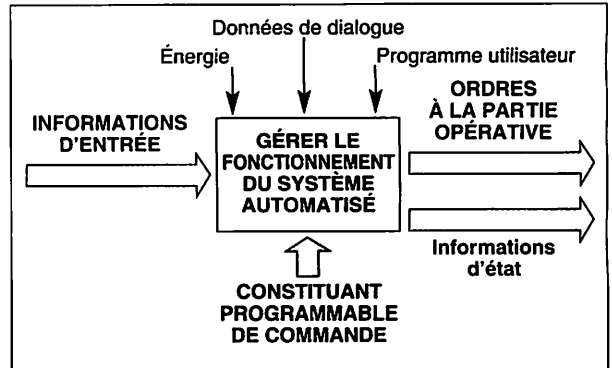 Données de dialogue
Énergie
Programme utilisateur
INFORMATIONS
D'ENTRÉE
GÉRER LE
FONCTIONNEMENT
DU SYSTÈME
AUTOMATISÉ
ORDRES
À LA PARTIE
OPÉRATIVE
Informations
d'état
CONSTITUANT
PROGRAMMABLE
DE COMMANDE